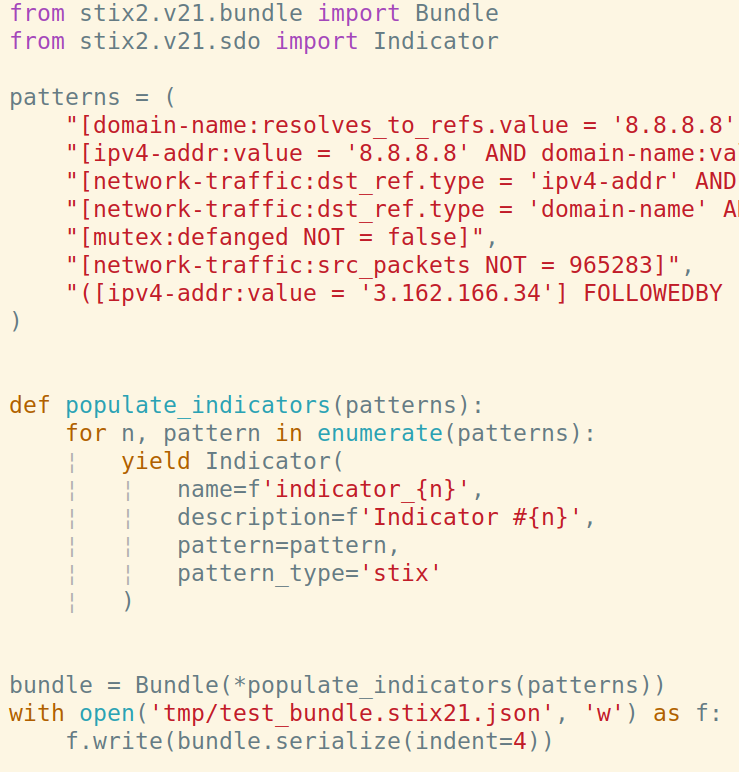 from stix2.v21.bundle import Bundle
from stix2.v21.sdo import Indicator

patterns = (
    "[domain-name:resolves_to_refs.value = '8.8.8.8'
    "[ipv4-addr:value = '8.8.8.8' AND domain-name:va
    "[network-traffic:dst_ref.type = 'ipv4-addr' AND
    "[network-traffic:dst_ref.type = 'domain-name' A
    "[mutex:defanged NOT = false]",
    "[network-traffic:src_packets NOT = 965283]",
    "([ipv4-addr:value = '3.162.166.34'] FOLLOWEDBY
)


def populate_indicators(patterns):
    for n, pattern in enumerate(patterns):
        yield Indicator(
            name=f'indicator_{n}',
            description=f'Indicator #{n}',
            pattern=pattern,
            pattern_type='stix'
        )


bundle = Bundle(*populate_indicators(patterns))
with open('tmp/test_bundle.stix21.json', 'w') as f:
    f.write(bundle.serialize(indent=4))